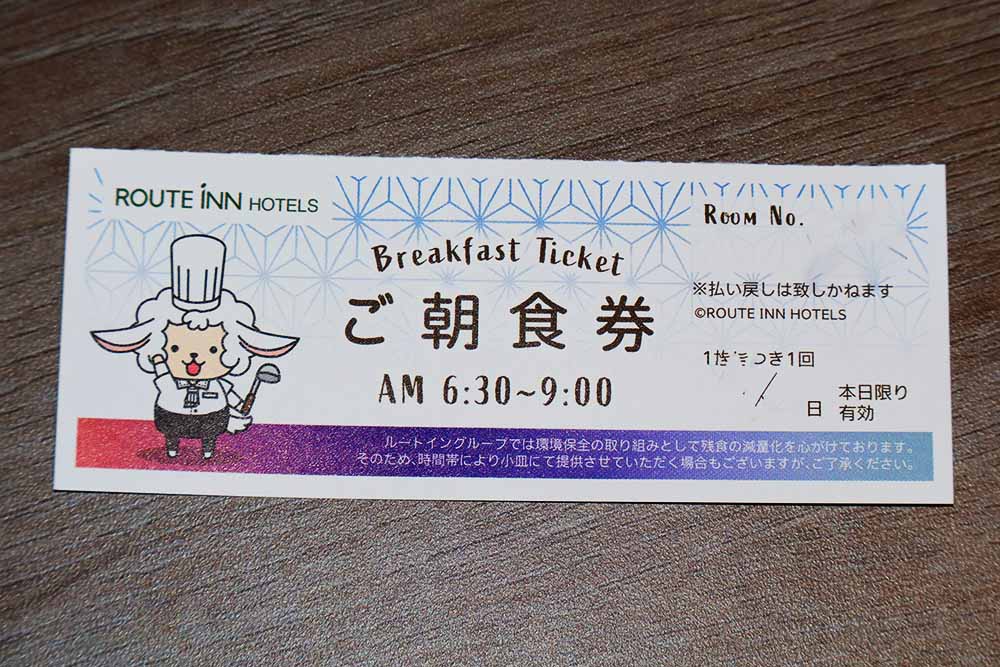 ROUTE INN HOTELS
Breakfast Ticket
ご朝食券
AM 6:30~9:00
ROOM No.
※払い戻しは致しかねます
©ROUTE INN HOTELS
つき1回
日
本日限り
有効
ルートイングループでは環境保全の取り組みとして残食の減量化を心がけております。
そのため、時間帯により小皿にて提供させていただく場合もございますが、ご了承ください。